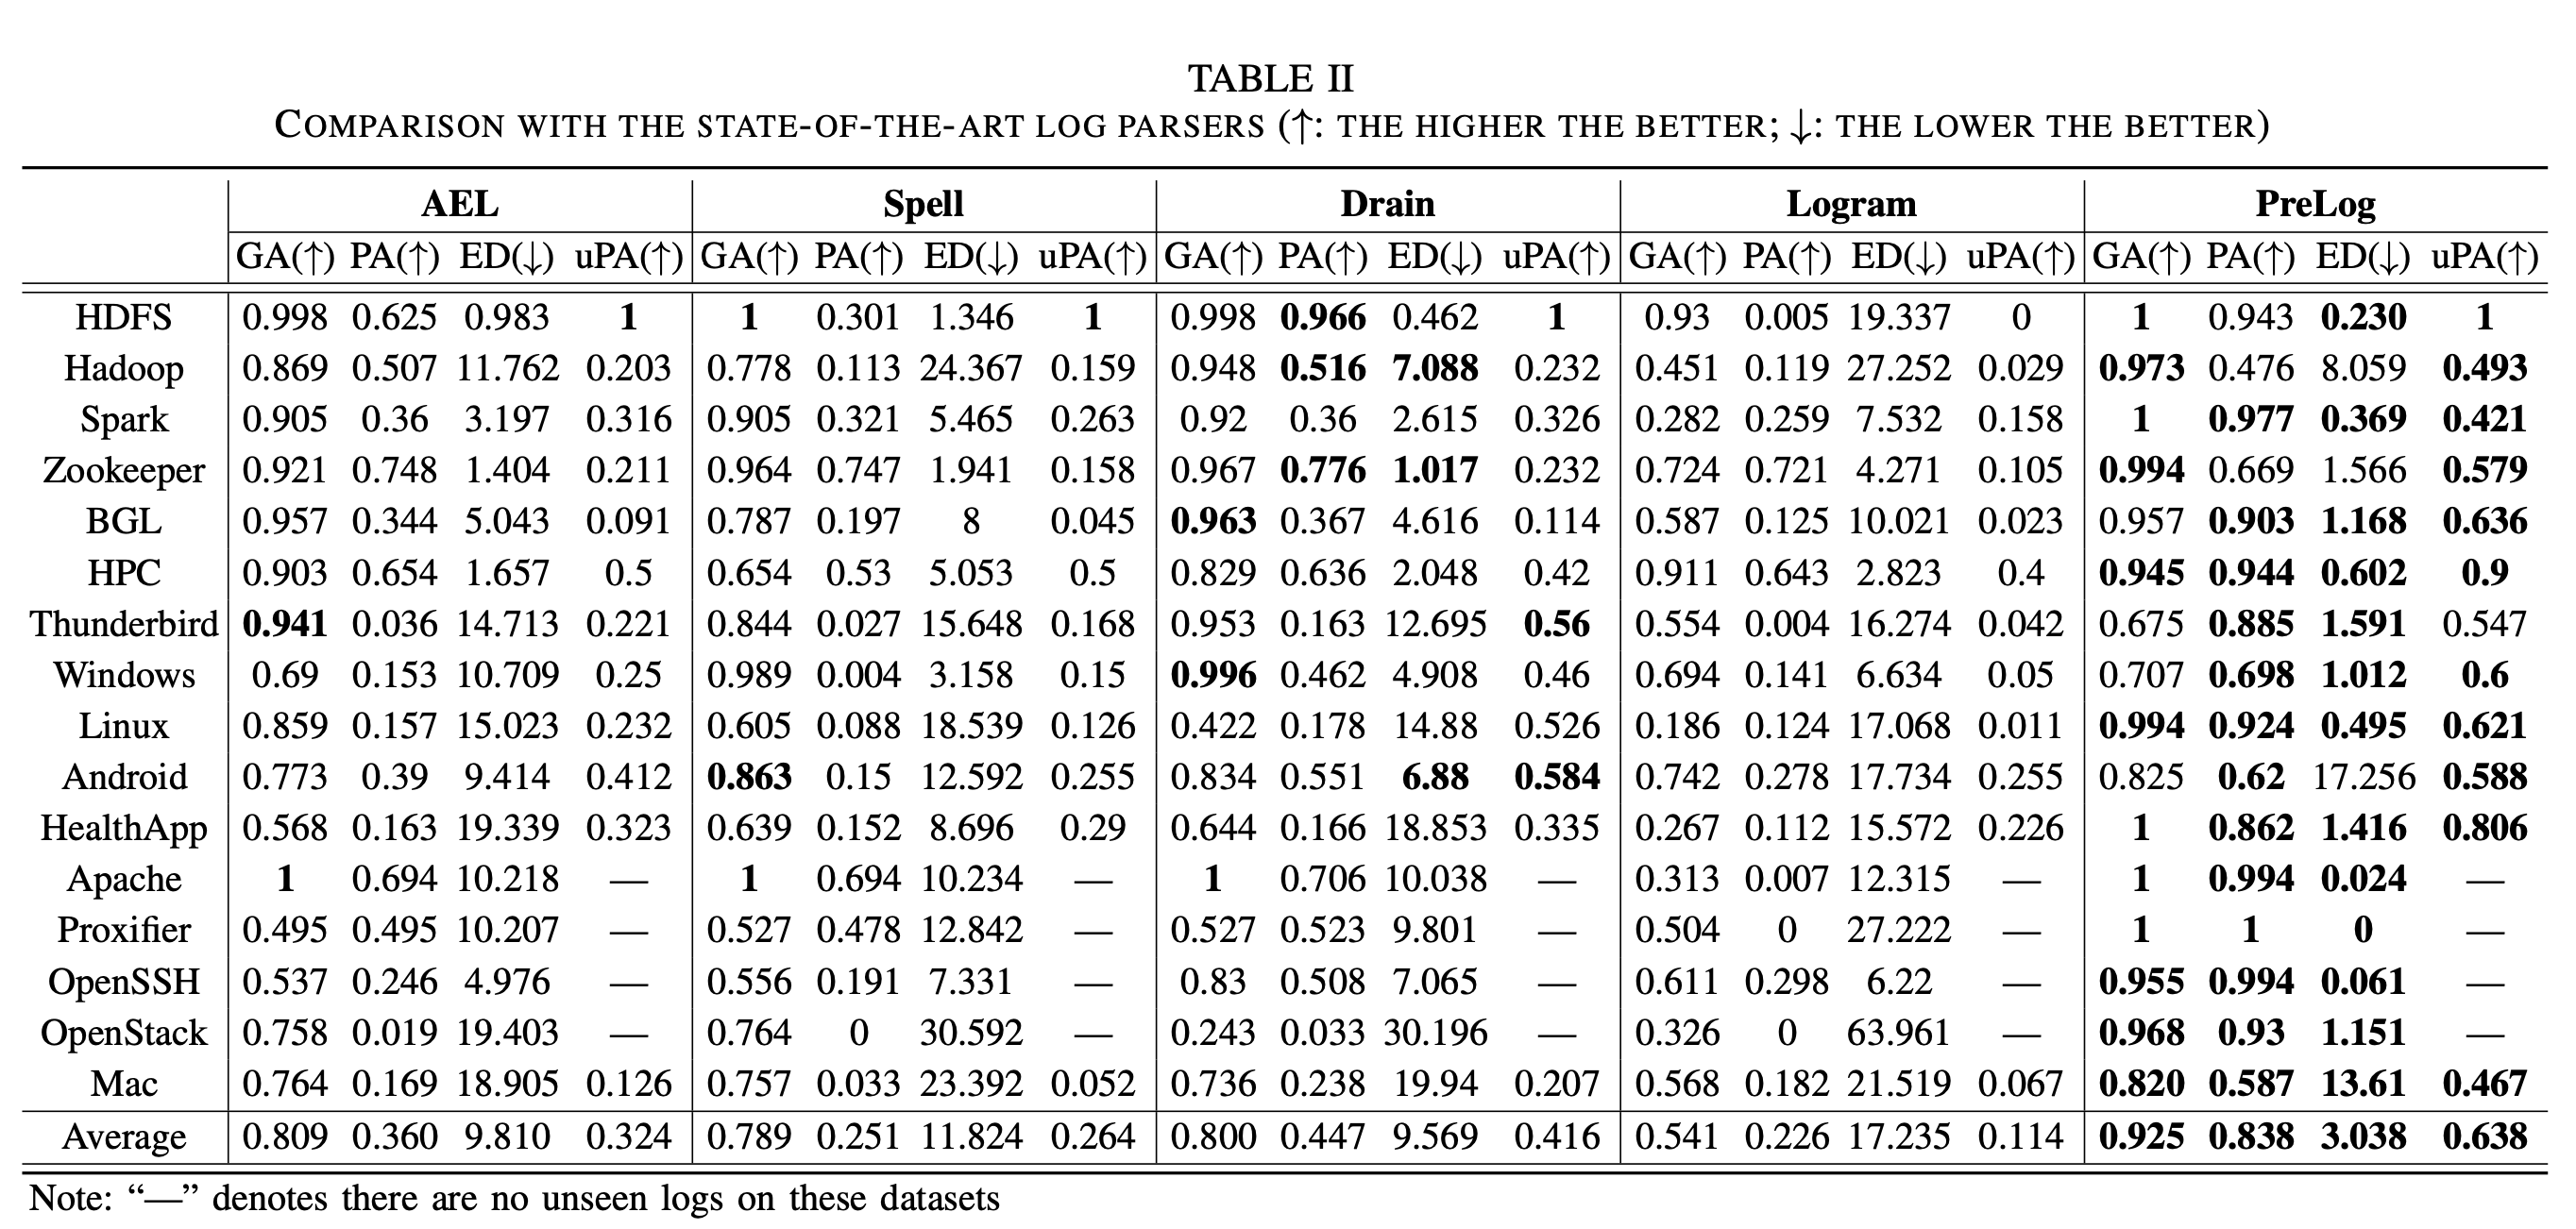 TABLE II
COMPARISON WITH THE STATE-OF-THE-ART LOG PARSERS (↑: THE HIGHER THE BETTER; ↓: THE LOWER THE BETTER)
AEL Spell Drain Logram PreLog
GA(↑) PA(↑) ED(↓) uPA(↑) GA(↑) PA(↑) ED(↓) uPA(↑) GA(↑) PA(↑) ED(↓) uPA(↑) GA(↑) PA(↑) ED(↓) uPA(↑) GA(↑) PA(↑) ED(↓) uPA(↑)
HDFS 0.998 0.625 0.983 1 1 0.301 1.346 1 0.998 0.966 0.462 1 0.93 0.005 19.337 0 1 0.943 0.230 1
Hadoop 0.869 0.507 11.762 0.203 0.778 0.113 24.367 0.159 0.948 0.516 7.088 0.232 0.451 0.119 27.252 0.029 0.973 0.476 8.059 0.493
Spark 0.905 0.36 3.197 0.316 0.905 0.321 5.465 0.263 0.92 0.36 2.615 0.326 0.282 0.259 7.532 0.158 1 0.977 0.369 0.421
Zookeeper 0.921 0.748 1.404 0.211 0.964 0.747 1.941 0.158 0.967 0.776 1.017 0.232 0.724 0.721 4.271 0.105 0.994 0.669 1.566 0.579
BGL 0.957 0.344 5.043 0.091 0.787 0.197 8 0.045 0.963 0.367 4.616 0.114 0.587 0.125 10.021 0.023 0.957 0.903 1.168 0.636
HPC 0.903 0.654 1.657 0.5 0.654 0.53 5.053 0.5 0.829 0.636 2.048 0.42 0.911 0.643 2.823 0.4 0.945 0.944 0.602 0.9
Thunderbird 0.941 0.036 14.713 0.221 0.844 0.027 15.648 0.168 0.953 0.163 12.695 0.56 0.554 0.004 16.274 0.042 0.675 0.885 1.591 0.547
Windows 0.69 0.153 10.709 0.25 0.989 0.004 3.158 0.15 0.996 0.462 4.908 0.46 0.694 0.141 6.634 0.05 0.707 0.698 1.012 0.6
Linux 0.859 0.157 15.023 0.232 0.605 0.088 18.539 0.126 0.422 0.178 14.88 0.526 0.186 0.124 17.068 0.011 0.994 0.924 0.495 0.621
Android 0.773 0.39 9.414 0.412 0.863 0.15 12.592 0.255 0.834 0.551 6.88 0.584 0.742 0.278 17.734 0.255 0.825 0.62 17.256 0.588
HealthApp 0.568 0.163 19.339 0.323 0.639 0.152 8.696 0.29 0.644 0.166 18.853 0.335 0.267 0.112 15.572 0.226 1 0.862 1.416 0.806
Apache 1 0.694 10.218 — 1 0.694 10.234 — 1 0.706 10.038 — 0.313 0.007 12.315 — 1 0.994 0.024 —
Proxifier 0.495 0.495 10.207 — 0.527 0.478 12.842 — 0.527 0.523 9.801 — 0.504 0 27.222 — 1 1 0 —
OpenSSH 0.537 0.246 4.976 — 0.556 0.191 7.331 — 0.83 0.508 7.065 — 0.611 0.298 6.22 — 0.955 0.994 0.061 —
OpenStack 0.758 0.019 19.403 — 0.764 0 30.592 — 0.243 0.033 30.196 — 0.326 0 63.961 — 0.968 0.93 1.151 —
Mac 0.764 0.169 18.905 0.126 0.757 0.033 23.392 0.052 0.736 0.238 19.94 0.207 0.568 0.182 21.519 0.067 0.820 0.587 13.61 0.467
Average 0.809 0.360 9.810 0.324 0.789 0.251 11.824 0.264 0.800 0.447 9.569 0.416 0.541 0.226 17.235 0.114 0.925 0.838 3.038 0.638
Note: “—” denotes there are no unseen logs on these datasets